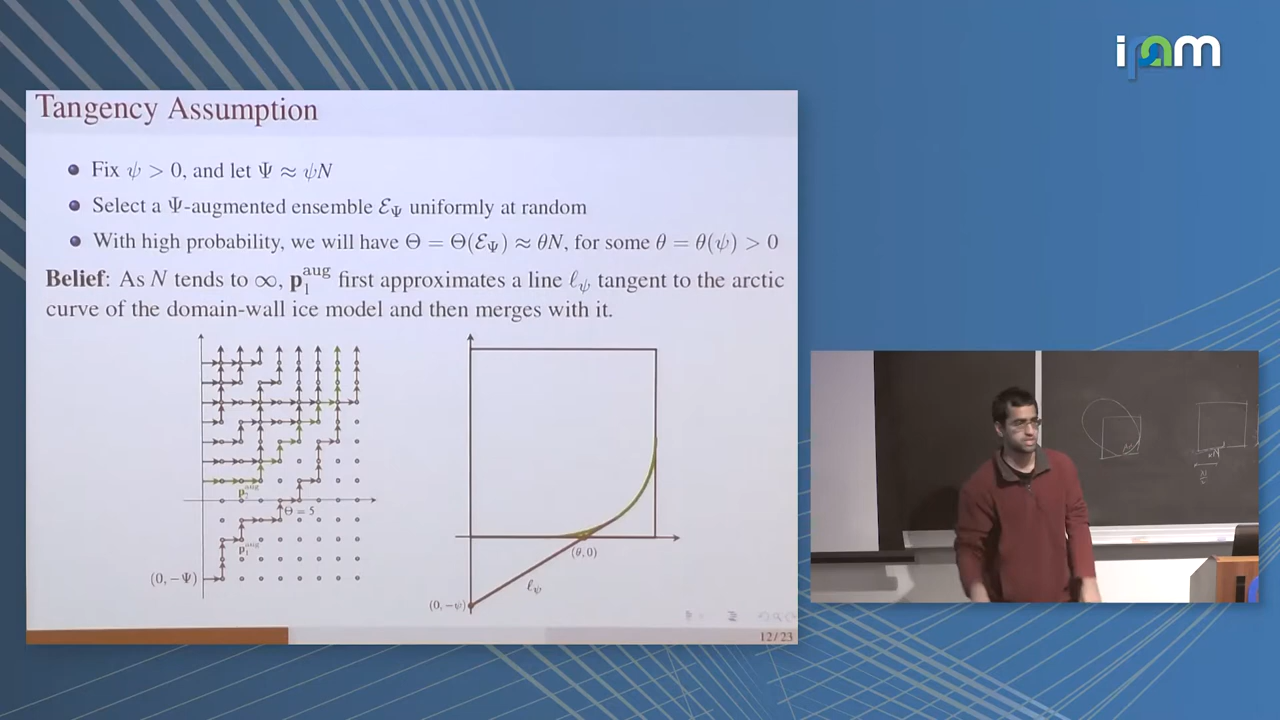 ipam
Tangency Assumption
Fix ψ > 0, and let Ψ ≈ ψN
Select a Ψ-augmented ensemble ℰ_Ψ uniformly at random
With high probability, we will have Θ = Θ(ℰ_Ψ) ≈ θN, for some θ = θ(ψ) > 0
Belief: As N tends to ∞, p₁^aug first approximates a line ℓ_ψ tangent to the arctic
curve of the domain-wall ice model and then merges with it.
Θ = 5
p₁^aug
(0, −Ψ)
(θ, 0)
ℓ_ψ
(0, −ψ)
12/23